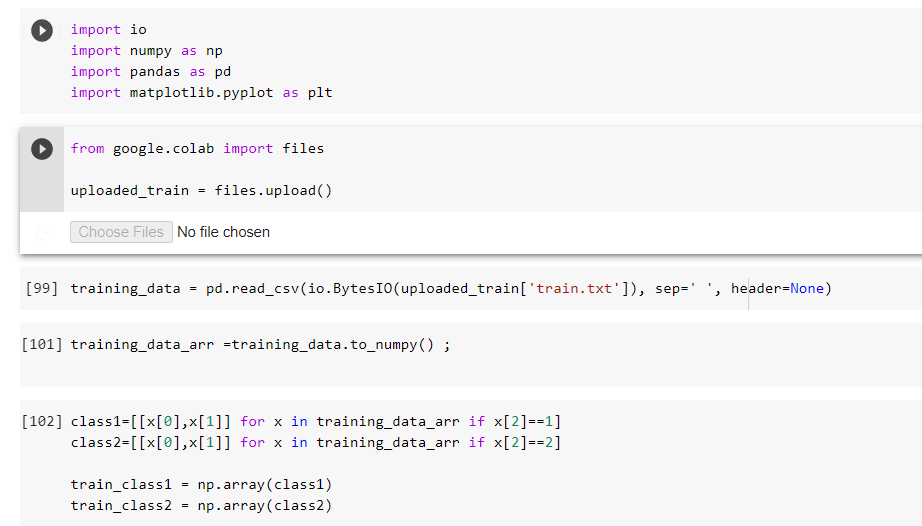 import io
import numpy as np
import pandas as pd
import matplotlib.pyplot as plt
from google.colab import files
uploaded_train = files.upload()
Choose Files No file chosen
[99] training_data = pd.read_csv(io.BytesIO(uploaded_train['train.txt']), sep=' ', header=None)
[101] training_data_arr =training_data.to_numpy() ;
[102] class1=[[x[0],x[1]] for x in training_data_arr if x[2]==1]
class2=[[x[0],x[1]] for x in training_data_arr if x[2]==2]
train_class1 = np.array(class1)
train_class2 = np.array(class2)